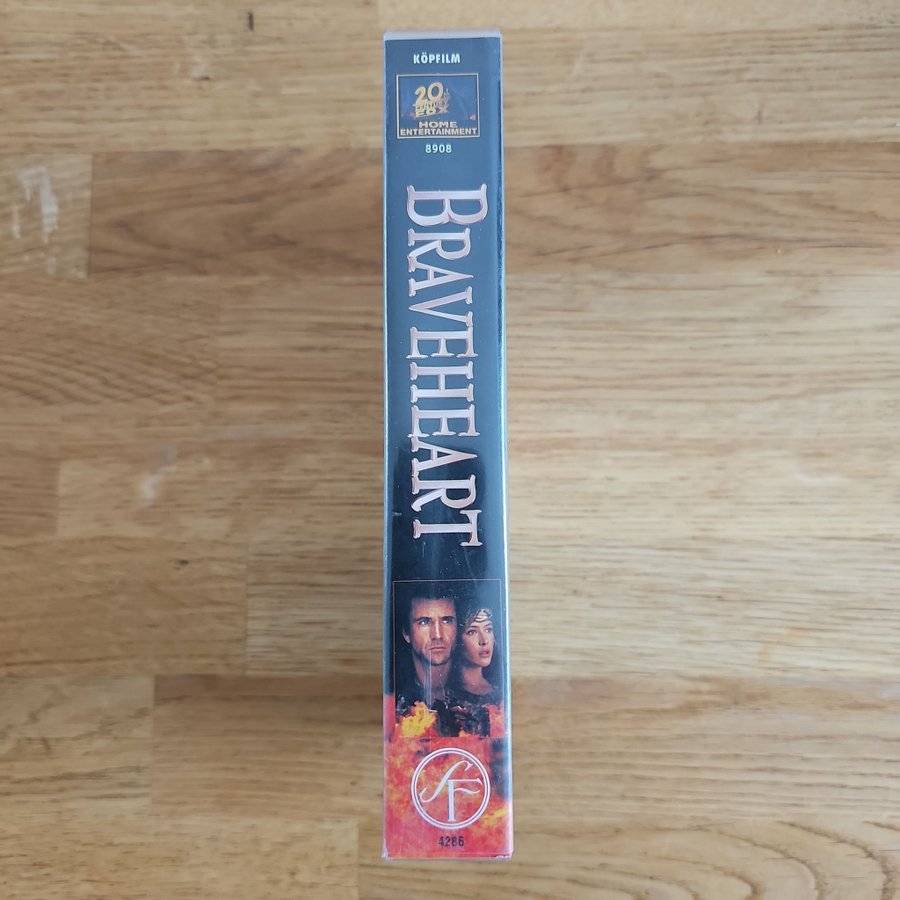 KÖPFILM
20th
CENTURY
FOX
HOME
ENTERTAINMENT
8908
BRAVEHEART
SF
4286